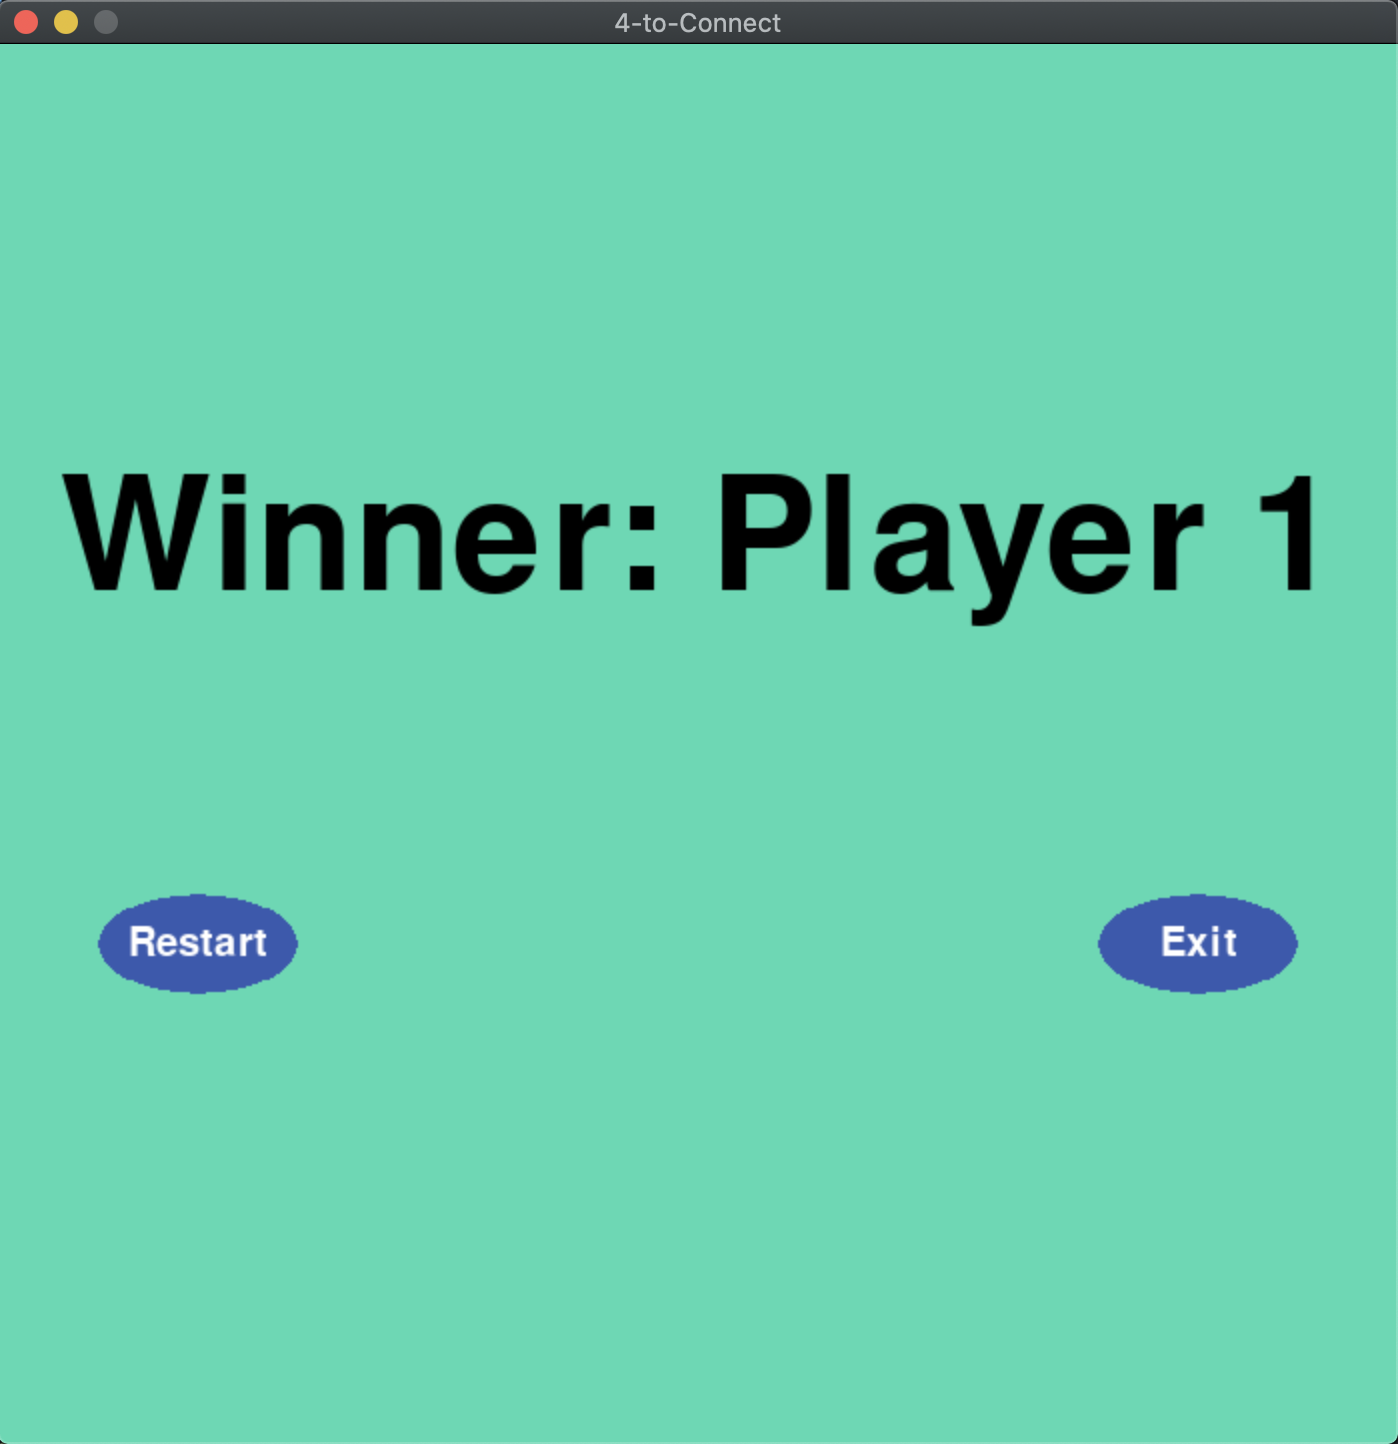 4-to-Connect
Winner: Player 1
Restart
Exit